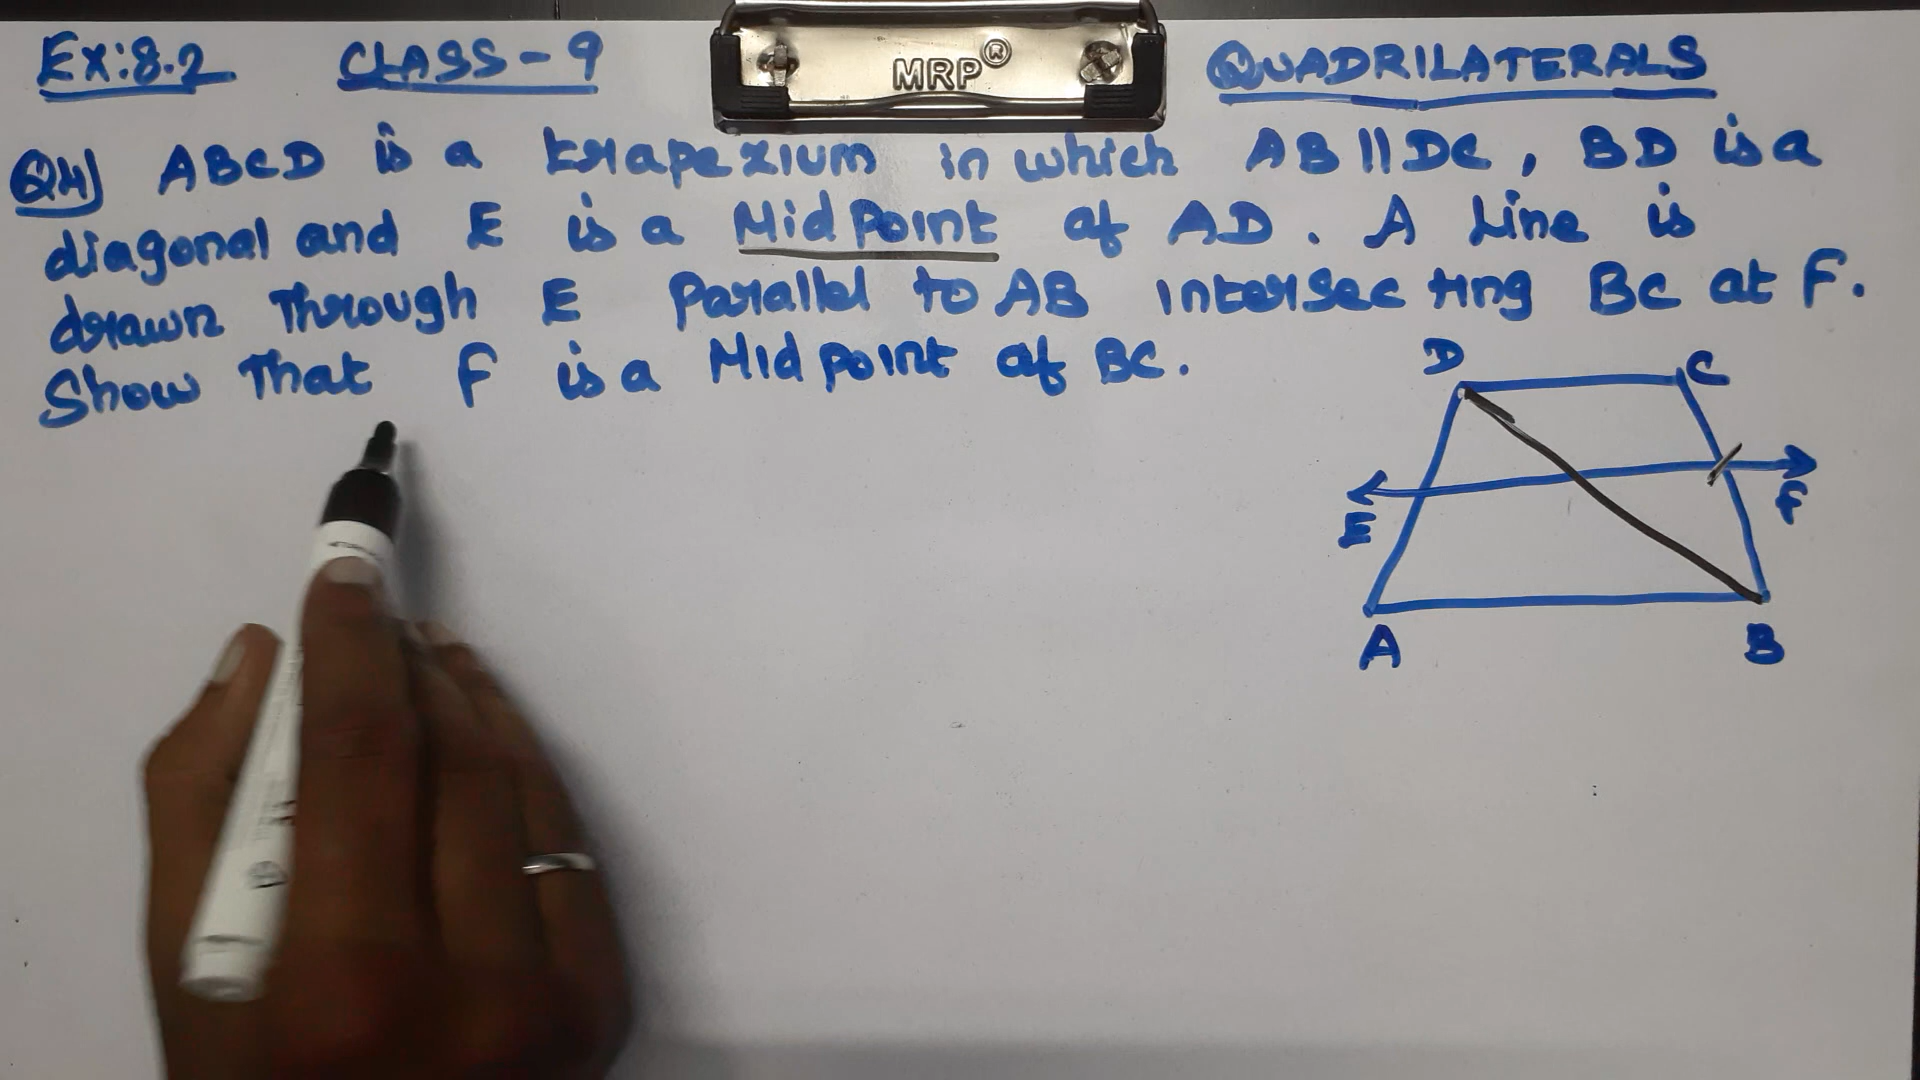 Ex:8.2 CLASS-9 MRP® QUADRILATERALS
Q4) ABCD is a trapezium in which AB || DC, BD is a
diagonal and E is a Mid Point of AD. A Line is
drawn Through E Parallel to AB intersecting BC at F.
Show That F is a Midpoint of BC.
D C
E F
A B